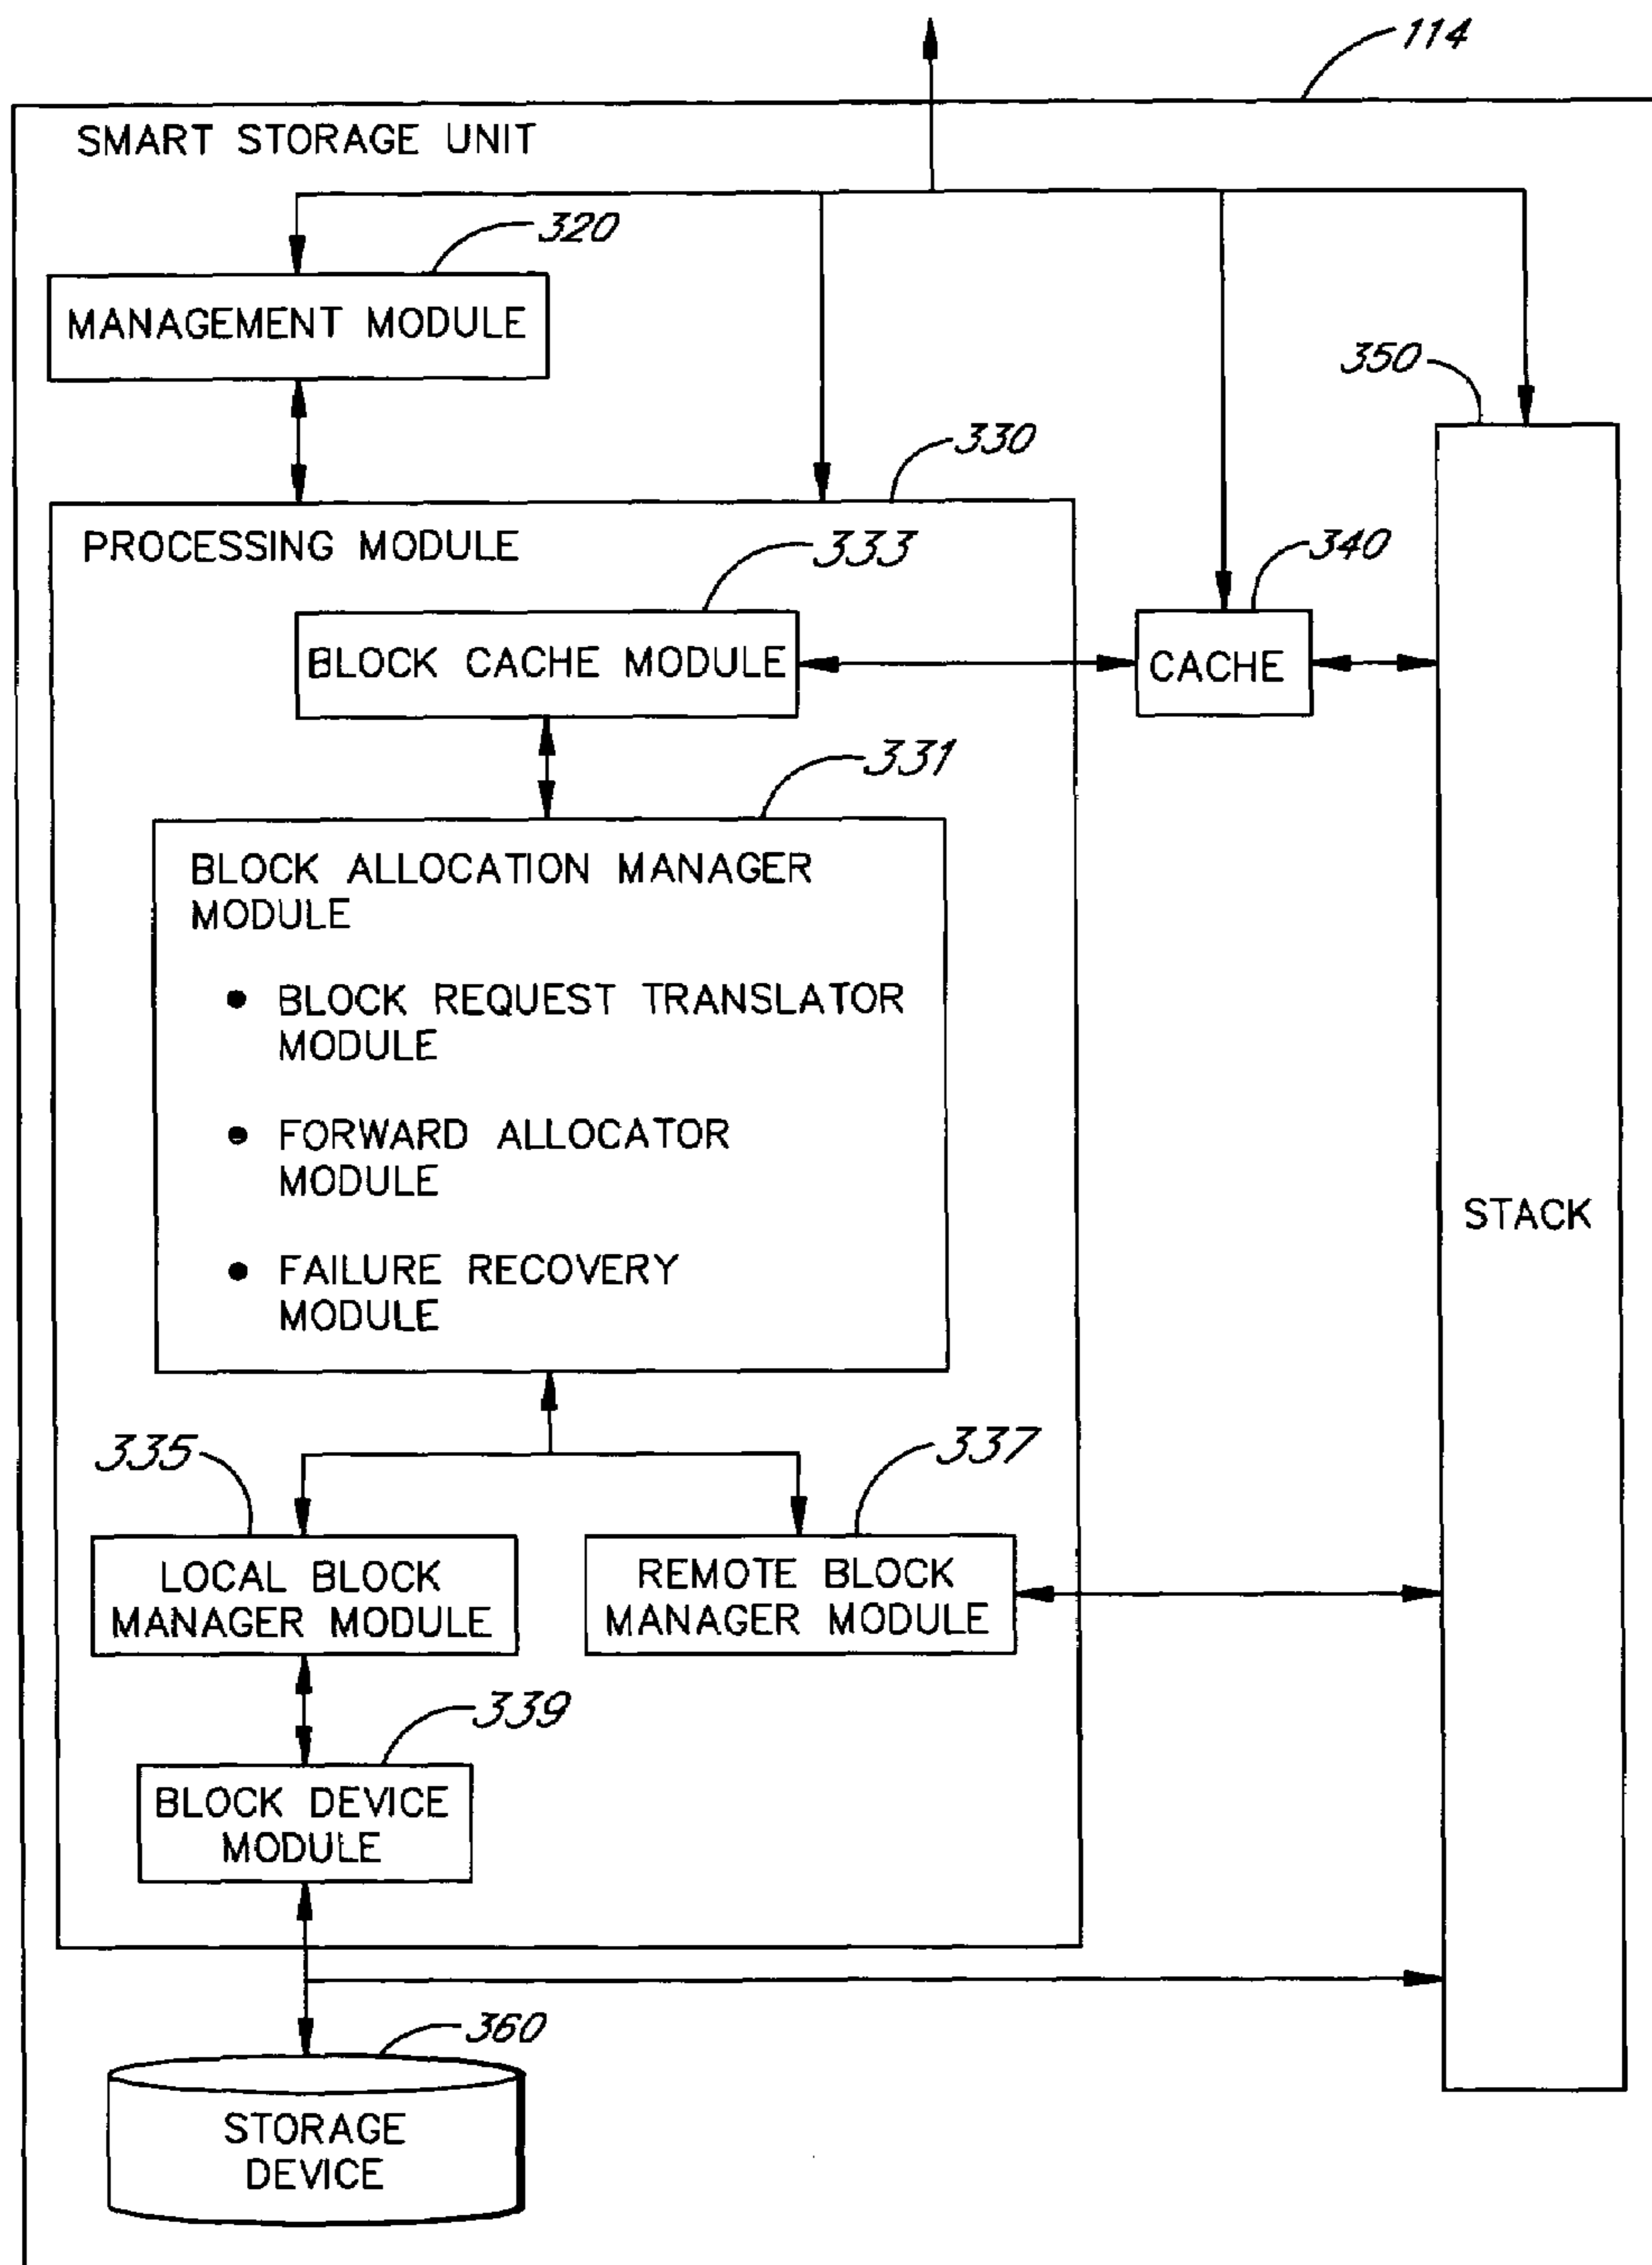 114
SMART STORAGE UNIT
320
MANAGEMENT MODULE
350
330
PROCESSING MODULE
333
340
BLOCK CACHE MODULE
CACHE
331
BLOCK ALLOCATION MANAGER
MODULE
• BLOCK REQUEST TRANSLATOR
MODULE
• FORWARD ALLOCATOR
MODULE
STACK
• FAILURE RECOVERY
MODULE
335
337
LOCAL BLOCK
MANAGER MODULE
REMOTE BLOCK
MANAGER MODULE
339
BLOCK DEVICE
MODULE
360
STORAGE
DEVICE